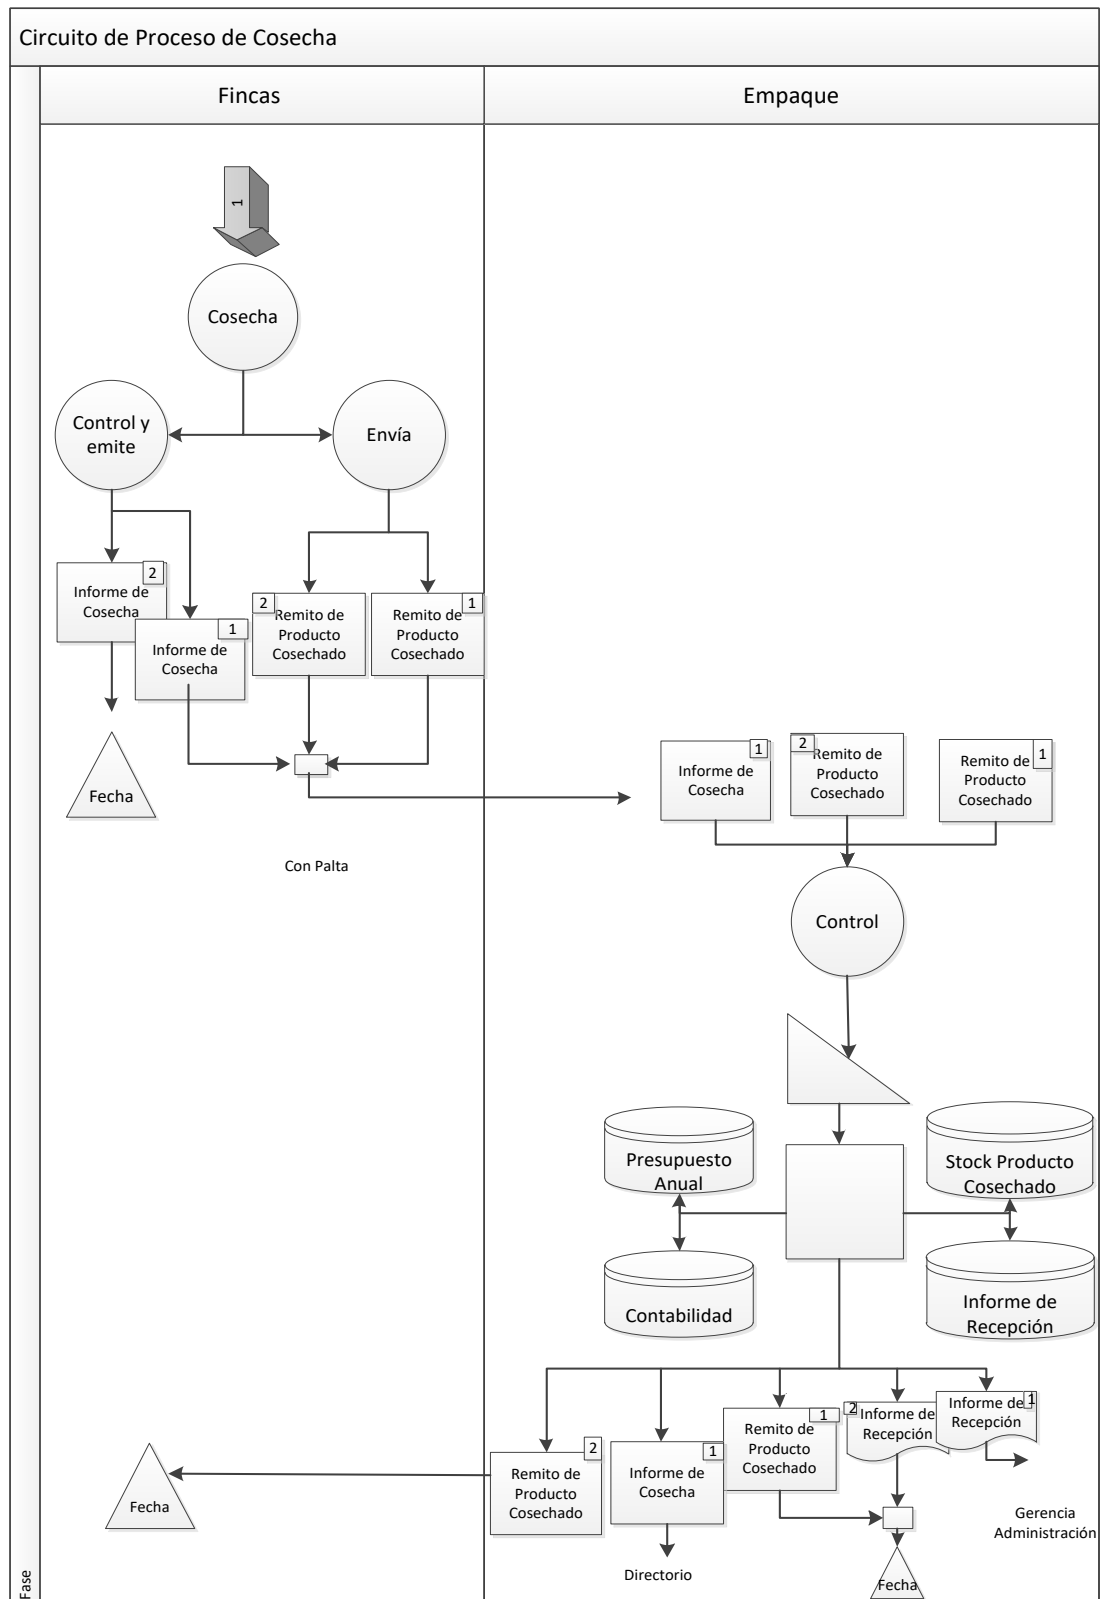 Circuito de Proceso de Cosecha
Fincas
Empaque
1
Cosecha
Control y
emite
Envía
2
Informe de
Cosecha
1
Informe de
Cosecha
2
Remito de
Producto
Cosechado
1
Remito de
Producto
Cosechado
Fecha
Con Palta
1
Informe de
Cosecha
2
Remito de
Producto
Cosechado
1
Remito de
Producto
Cosechado
Control
Presupuesto
Anual
Stock Producto
Cosechado
Contabilidad
Informe de
Recepción
2
Remito de
Producto
Cosechado
1
Informe de
Cosecha
1
Remito de
Producto
Cosechado
2
Informe de
Recepción
1
Informe de
Recepción
Fecha
Directorio
Gerencia
Administración
Fecha
Fase